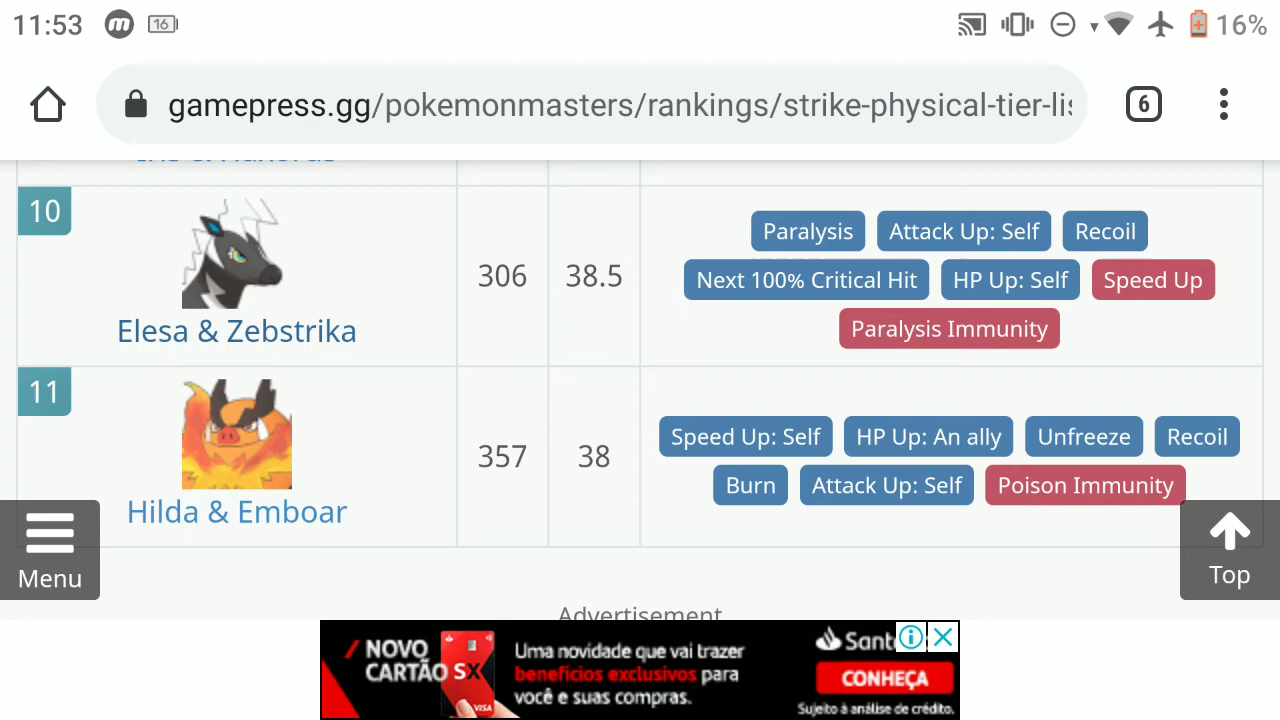 11:53
16
16%
gamepress.gg/pokemonmasters/rankings/strike-physical-tier-lis
6
10
Paralysis Attack Up: Self Recoil
306 38.5
Next 100% Critical Hit HP Up: Self Speed Up
Paralysis Immunity
Elesa & Zebstrika
11
Speed Up: Self HP Up: An ally Unfreeze Recoil
357 38
Burn Attack Up: Self Poison Immunity
Hilda & Emboar
Menu
Top
Advertisement
NOVO
CARTÃO SX
VISA
Uma novidade que vai trazer
benefícios exclusivos para
você e suas compras.
CONHEÇA
Sujeito à análise de crédito.